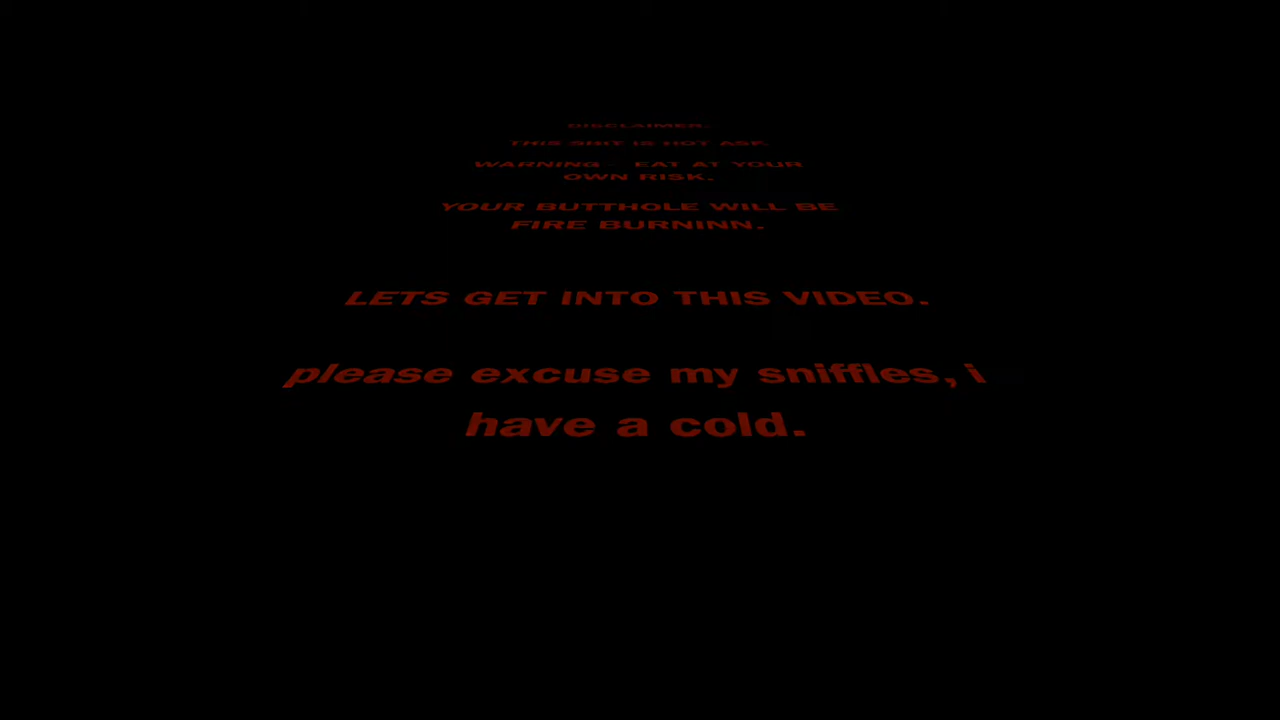 DISCLAIMER:
THIS SHIT IS HOT ASF.
WARNING - EAT AT YOUR
OWN RISK.
YOUR BUTTHOLE WILL BE
FIRE BURNINN.
LETS GET INTO THIS VIDEO.
please excuse my sniffles, i
have a cold.